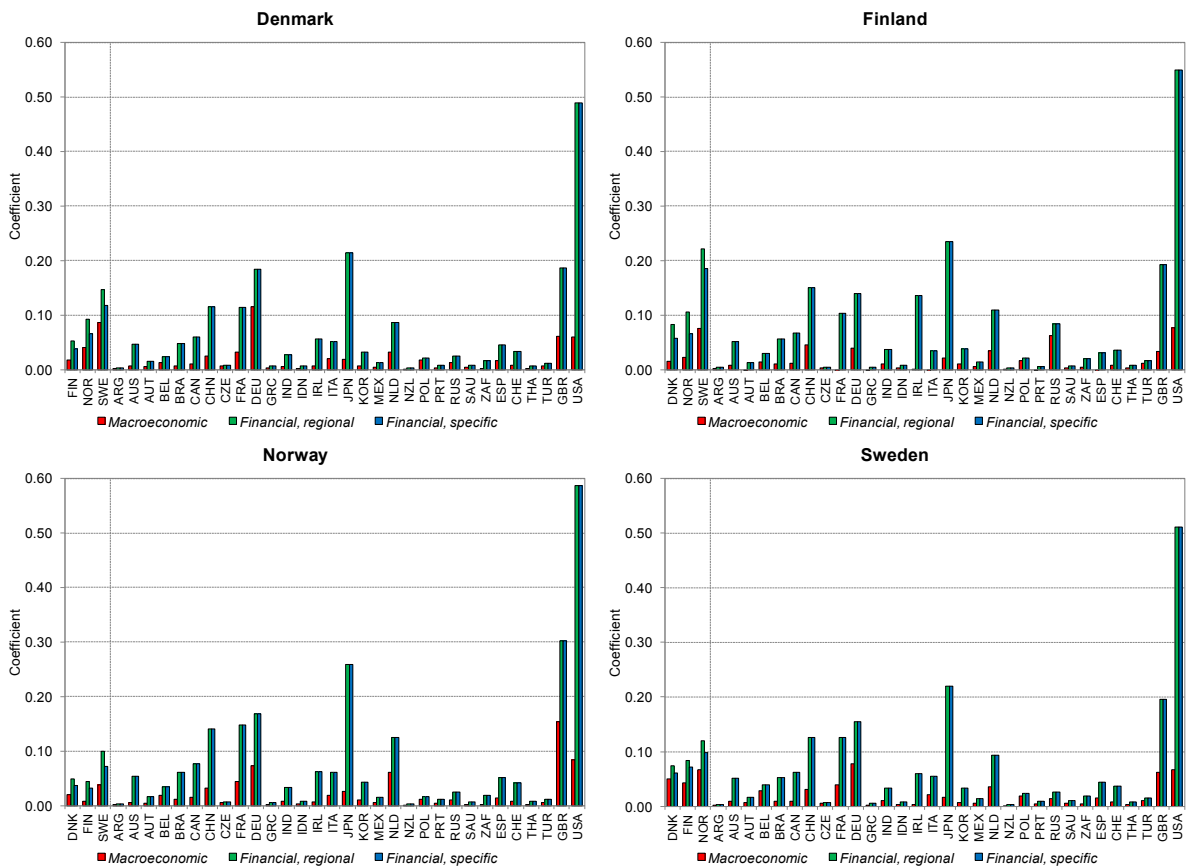 Denmark
0.60
0.50
0.40
0.30
0.20
0.10
0.00
Coefficient
FIN NOR SWE ARG AUS AUT BEL BRA CAN CHN CZE FRA DEU GRC IND IDN IRL ITA JPN KOR MEX NLD NZL POL PRT RUS SAU ZAF ESP CHE THA TUR GBR USA
Macroeconomic Financial, regional Financial, specific
Finland
0.60
0.50
0.40
0.30
0.20
0.10
0.00
Coefficient
DNK NOR SWE ARG AUS AUT BEL BRA CAN CHN CZE FRA DEU GRC IND IDN IRL ITA JPN KOR MEX NLD NZL POL PRT RUS SAU ZAF ESP CHE THA TUR GBR USA
Macroeconomic Financial, regional Financial, specific
Norway
0.60
0.50
0.40
0.30
0.20
0.10
0.00
Coefficient
DNK FIN SWE ARG AUS AUT BEL BRA CAN CHN CZE FRA DEU GRC IND IDN IRL ITA JPN KOR MEX NLD NZL POL PRT RUS SAU ZAF ESP CHE THA TUR GBR USA
Macroeconomic Financial, regional Financial, specific
Sweden
0.60
0.50
0.40
0.30
0.20
0.10
0.00
Coefficient
DNK FIN NOR ARG AUS AUT BEL BRA CAN CHN CZE FRA DEU GRC IND IDN IRL ITA JPN KOR MEX NLD NZL POL PRT RUS SAU ZAF ESP CHE THA TUR GBR USA
Macroeconomic Financial, regional Financial, specific